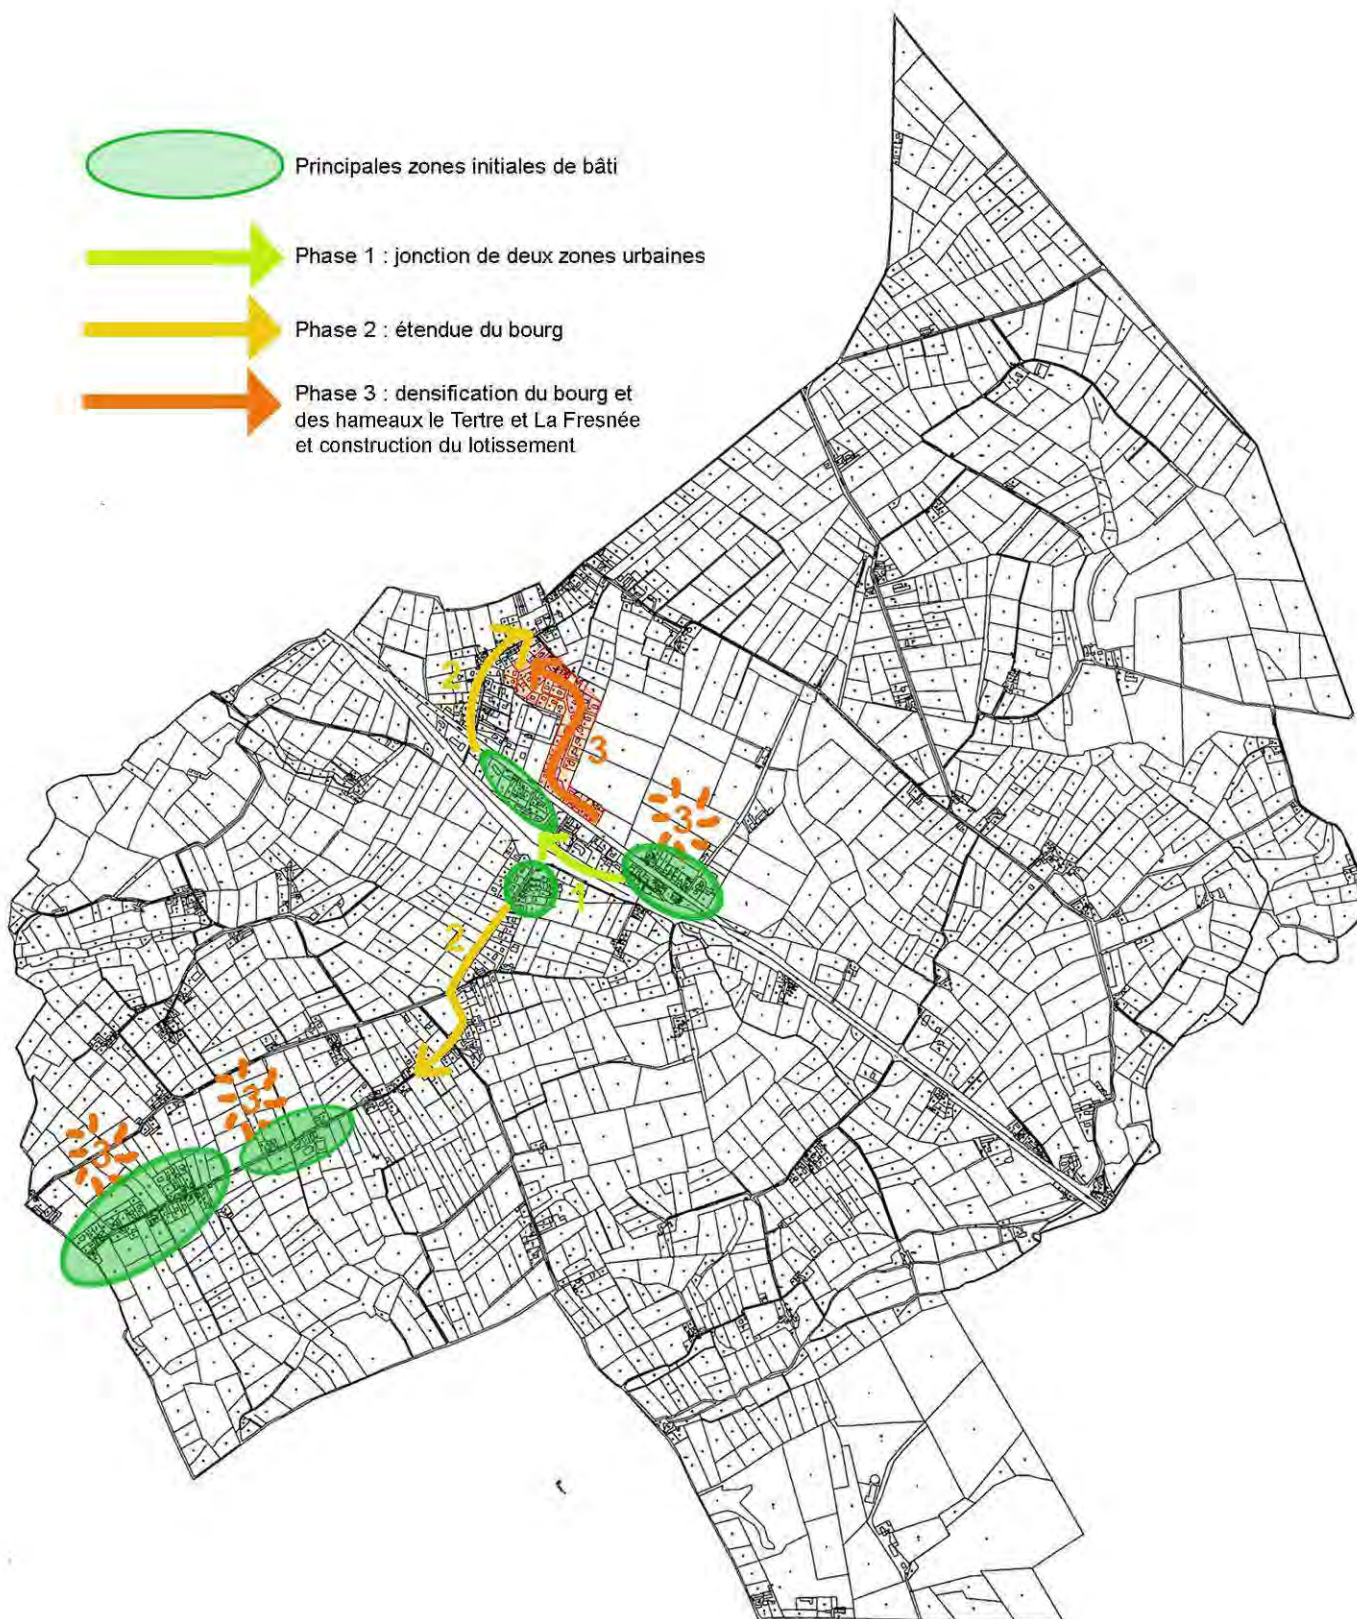 Principales zones initiales de bâti
Phase 1 : jonction de deux zones urbaines
Phase 2 : étendue du bourg
Phase 3 : densification du bourg et
des hameaux le Tertre et La Fresnée
et construction du lotissement
2
3
3
1
2
3
3